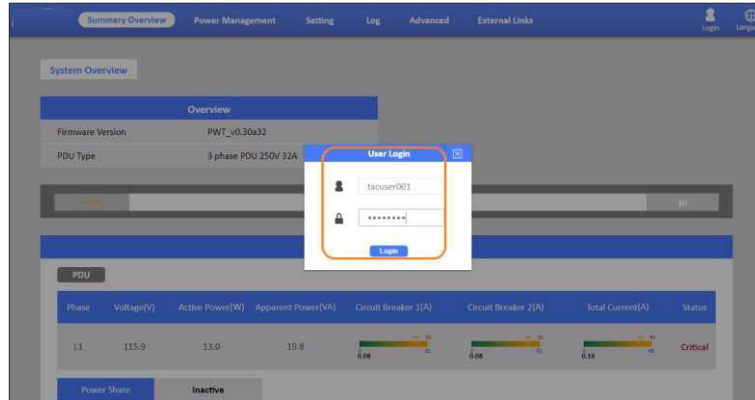 Summary Overview Power Management Setting Log Advanced External Links Login
System Overview
Overview
Firmware Version PWT_v0.30a32
PDU Type 3 phase PDU 250V 32A
User Login
tacuser001
••••••••
Login
PDU
Phase Voltage(V) Active Power(W) Apparent Power(VA) Circuit Breaker 1(A) Circuit Breaker 2(A) Total Current(A) Status
L1 115.9 13.0 19.8 0.08 0.08 0.16 Critical
Power Share Inactive